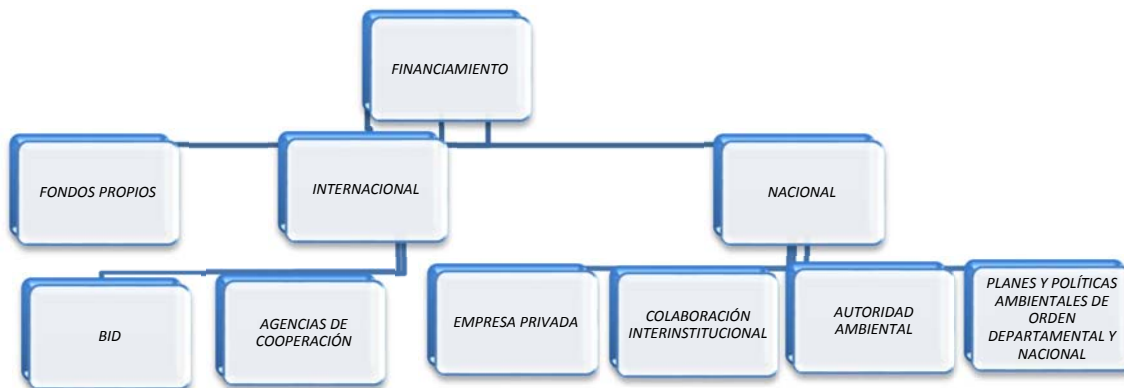 FINANCIAMIENTO
FONDOS PROPIOS
INTERNACIONAL
NACIONAL
BID
AGENCIAS DE
COOPERACIÓN
EMPRESA PRIVADA
COLABORACIÓN
INTERINSTITUCIONAL
AUTORIDAD
AMBIENTAL
PLANES Y POLÍTICAS
AMBIENTALES DE
ORDEN
DEPARTAMENTAL Y
NACIONAL